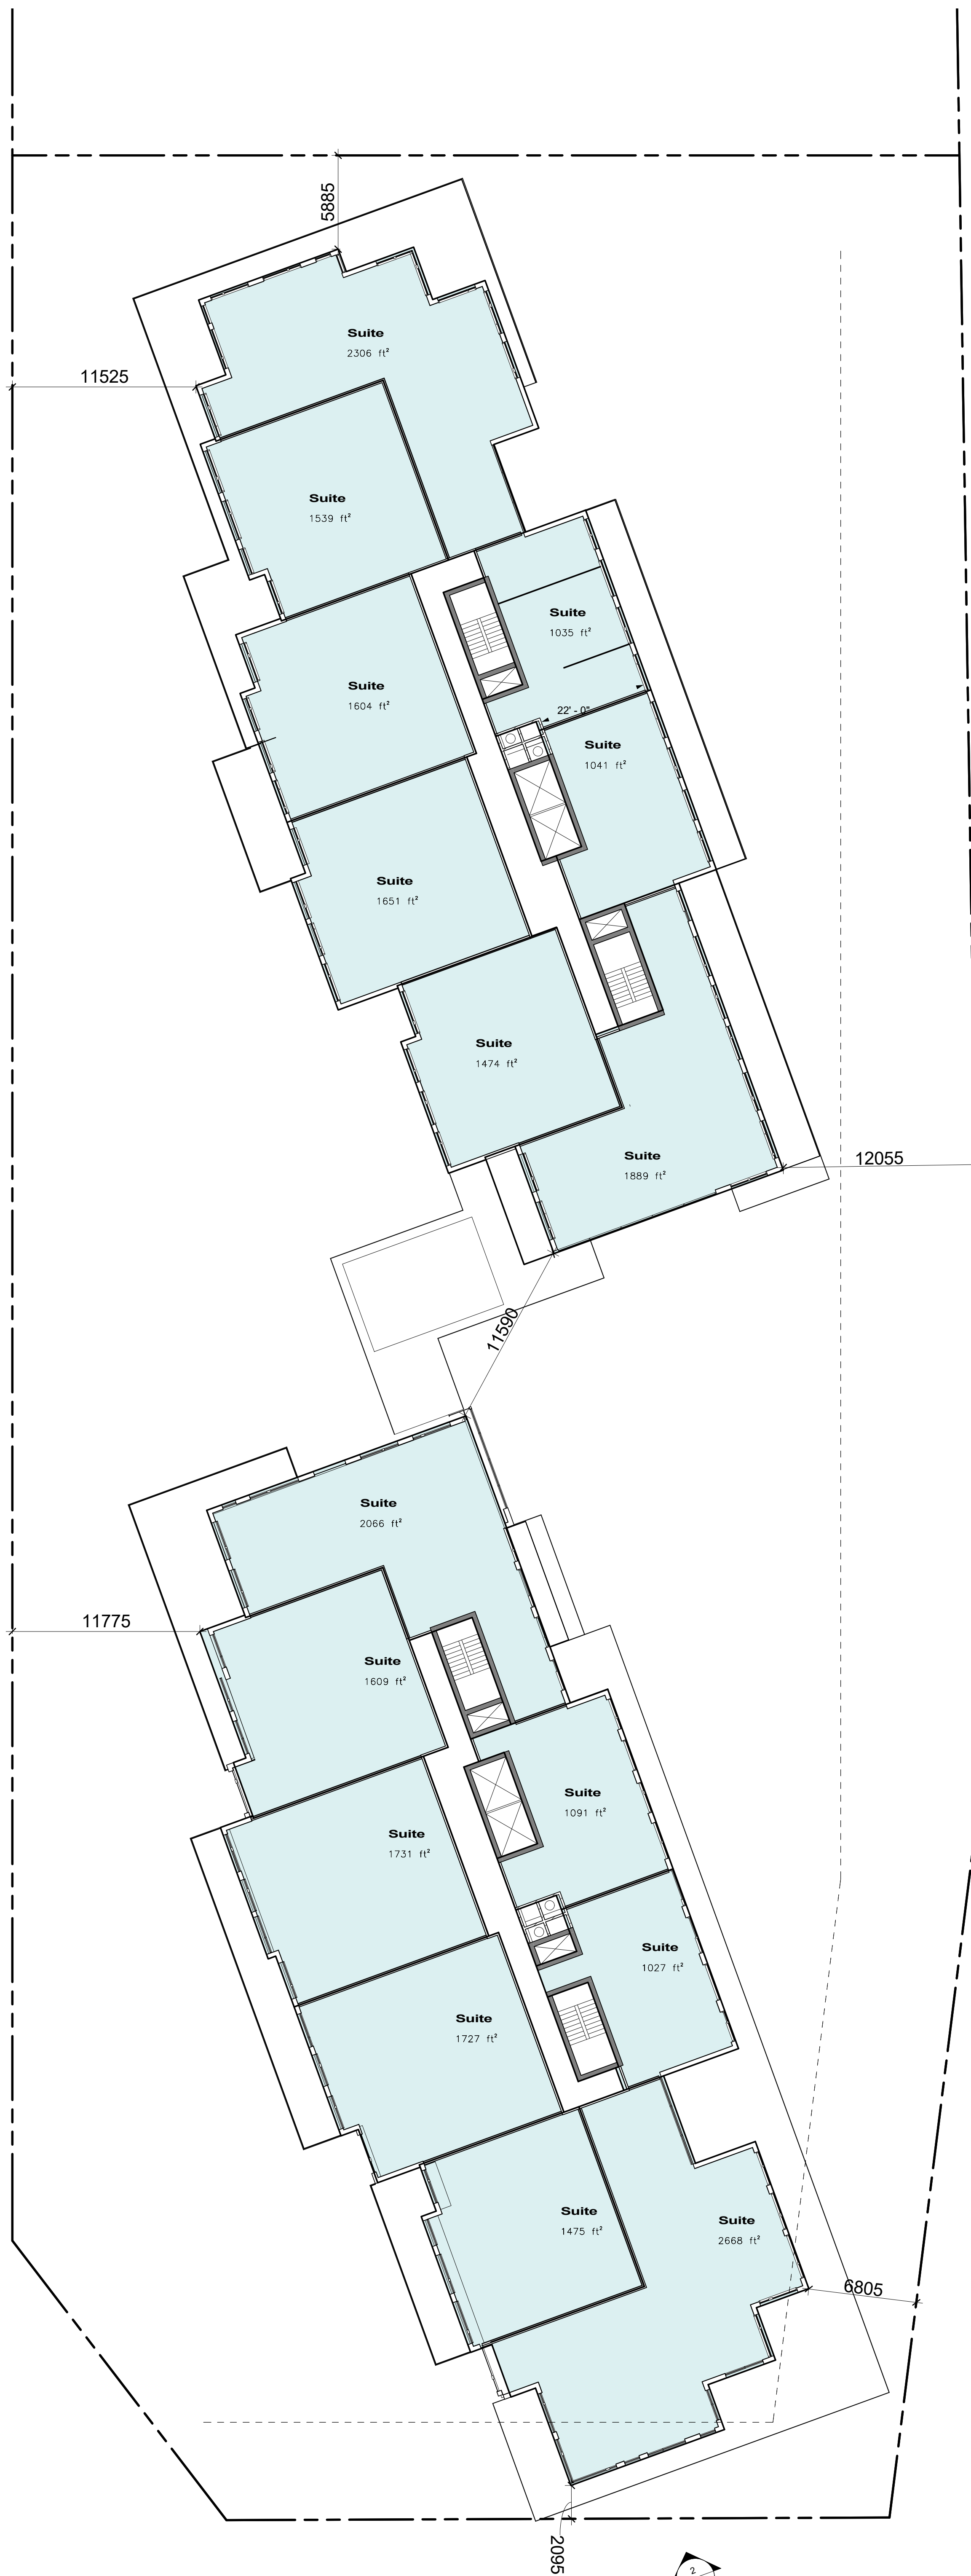 5885
Suite
2306 ft²
11525
Suite
1539 ft²
Suite
1035 ft²
Suite
1604 ft²
22' - 0"
Suite
1041 ft²
Suite
1651 ft²
Suite
1474 ft²
Suite
1889 ft²
12055
11590
Suite
2066 ft²
11775
Suite
1609 ft²
Suite
1091 ft²
Suite
1731 ft²
Suite
1027 ft²
Suite
1727 ft²
Suite
1475 ft²
Suite
2668 ft²
6805
2095
2